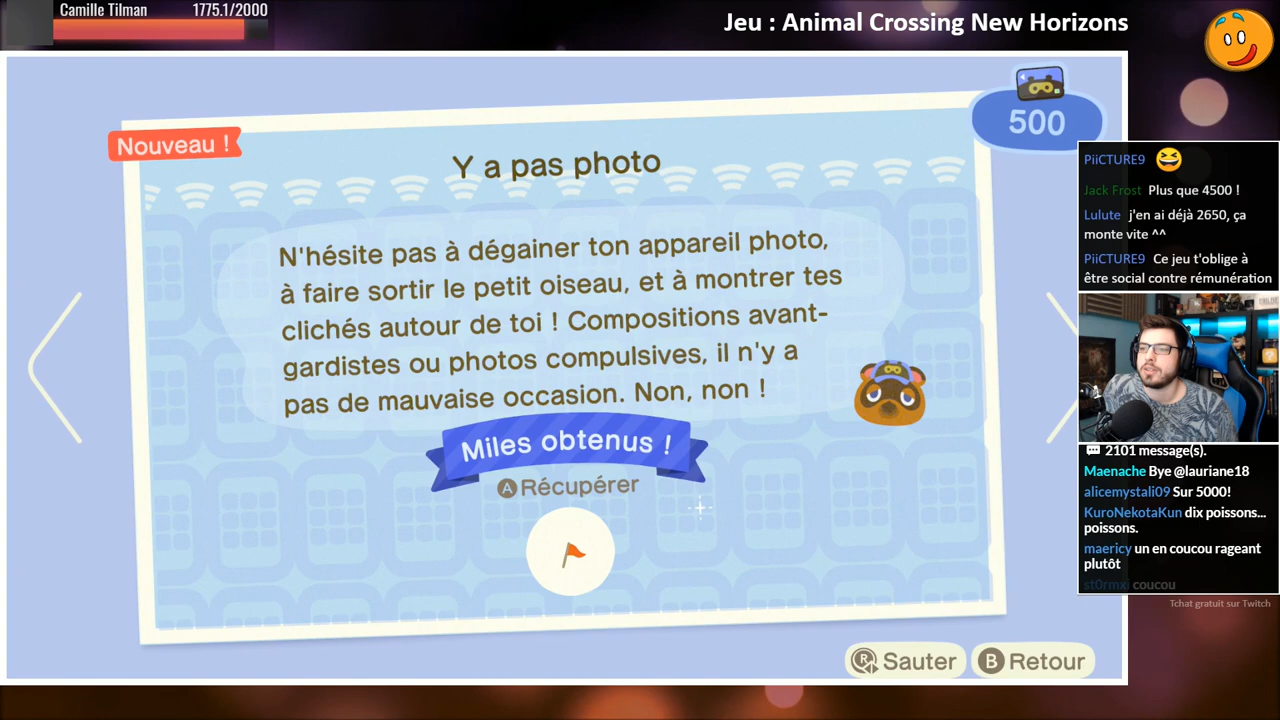 Camille Tilman 1775.1/2000
Jeu : Animal Crossing New Horizons
500
Nouveau !
Y a pas photo
N'hésite pas à dégainer ton appareil photo,
à faire sortir le petit oiseau, et à montrer tes
clichés autour de toi ! Compositions avant-
gardistes ou photos compulsives, il n'y a
pas de mauvaise occasion. Non, non !
Miles obtenus !
A Récupérer
R Sauter
B Retour
PiiCTURE9
Jack Frost Plus que 4500 !
Lulute j'en ai déjà 2650, ça
monte vite ^^
PiiCTURE9 Ce jeu t'oblige à
être social contre rémunération
2101 message(s).
Maenache Bye @lauriane18
alicemystali09 Sur 5000!
KuroNekotaKun dix poissons...
poissons.
maericy un en coucou rageant
plutôt
st0rmxi coucou
Tchat gratuit sur Twitch